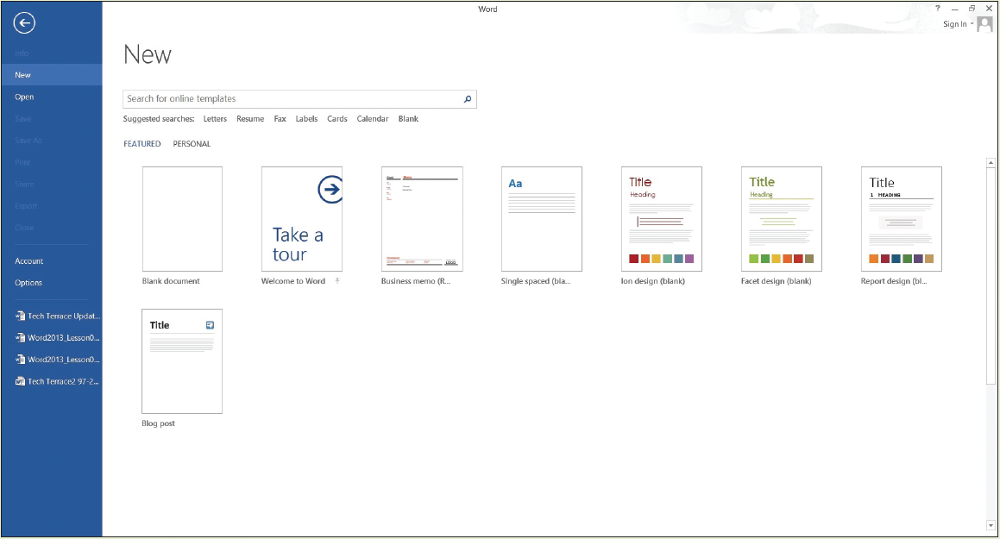 Word
?
Sign In
Info
New
Open
Save
Save As
Print
Share
Export
Close
Account
Options
Tech Terrace Updat...
Word2013_Lesson0...
Word2013_Lesson0...
Tech Terrace2 97-2...
New
Search for online templates
Suggested searches: Letters Resume Fax Labels Cards Calendar Blank
FEATURED PERSONAL
Take a
tour
Aa
Title
Heading
Title
Heading
Title
1 HEADING
Blank document
Welcome to Word
Business memo (R...
Single spaced (bla...
Ion design (blank)
Facet design (blank)
Report design (bl...
Title
Blog post